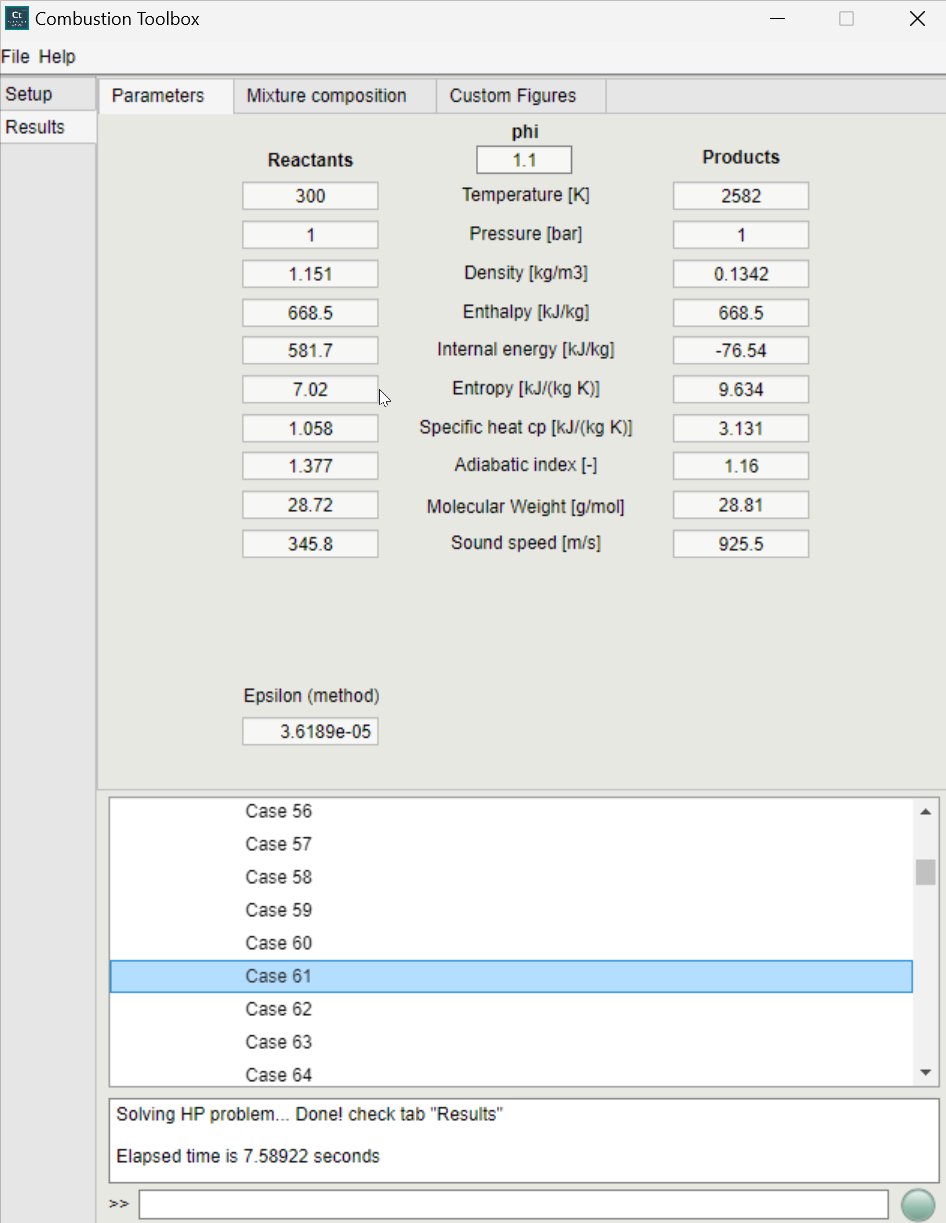 Ct
Combustion Toolbox
File Help
Setup
Results
Parameters Mixture composition Custom Figures
phi
Reactants 1.1 Products
300 Temperature [K] 2582
1 Pressure [bar] 1
1.151 Density [kg/m3] 0.1342
668.5 Enthalpy [kJ/kg] 668.5
581.7 Internal energy [kJ/kg] -76.54
7.02 Entropy [kJ/(kg K)] 9.634
1.058 Specific heat cp [kJ/(kg K)] 3.131
1.377 Adiabatic index [-] 1.16
28.72 Molecular Weight [g/mol] 28.81
345.8 Sound speed [m/s] 925.5
Epsilon (method)
3.6189e-05
Case 56
Case 57
Case 58
Case 59
Case 60
Case 61
Case 62
Case 63
Case 64
Solving HP problem... Done! check tab "Results"
Elapsed time is 7.58922 seconds
>>